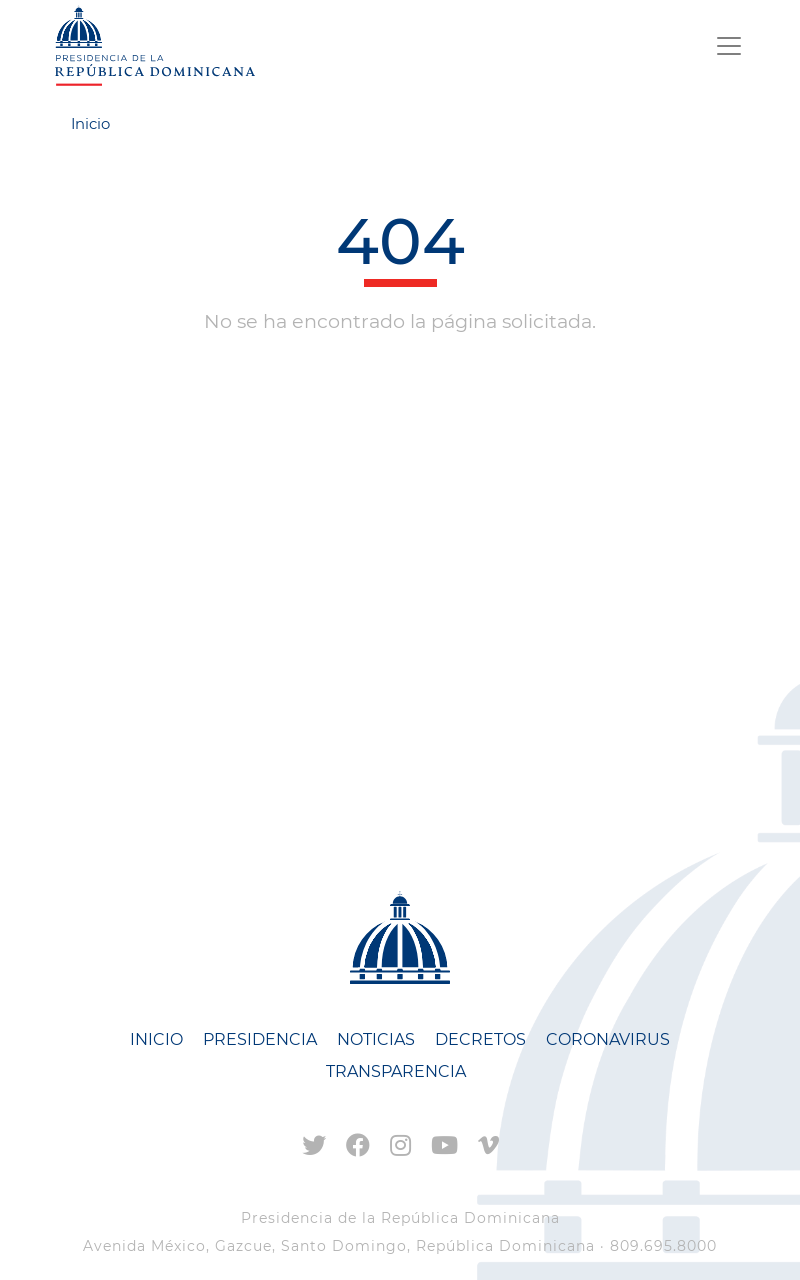 PRESIDENCIA DE LA
REPÚBLICA DOMINICANA
Inicio
404
No se ha encontrado la página solicitada.
INICIO PRESIDENCIA NOTICIAS DECRETOS CORONAVIRUS
TRANSPARENCIA
Presidencia de la República Dominicana
Avenida México, Gazcue, Santo Domingo, República Dominicana · 809.695.8000